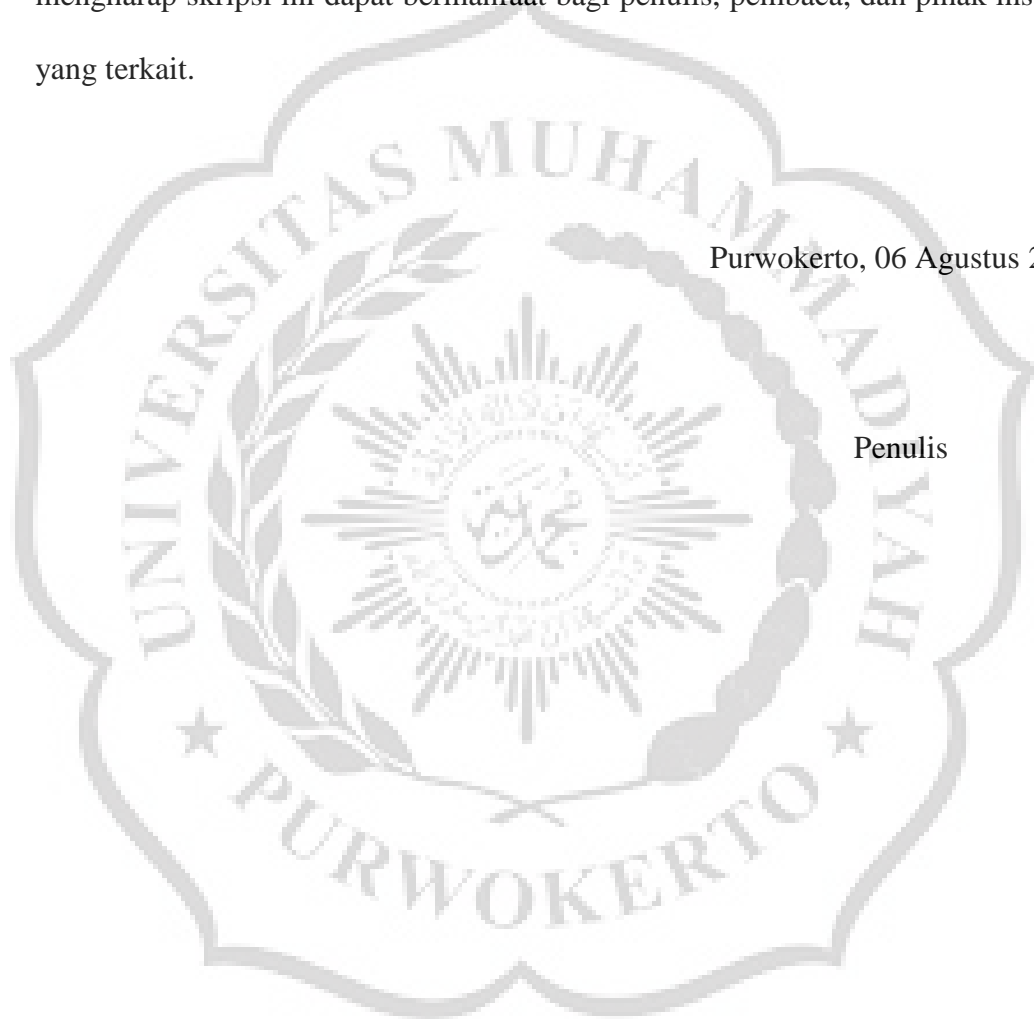 mengharap skripsi ini dapat bermanfaat bagi penulis, pembaca, dan pihak
yang terkait.
UNIVERSITAS MUHAMMADIYAH
Purwokerto, 06 Agustus 2
Penulis
★ PURWOKERTO ★